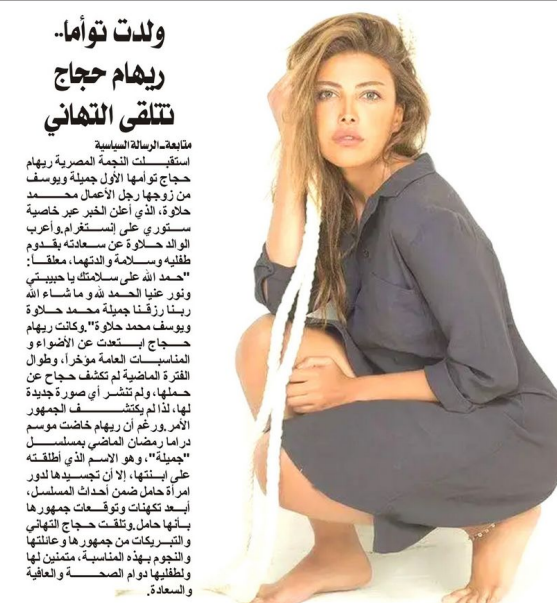 ولدت توأما..
ريهام حجاج
تتلقى التهاني
متابعة_الرسالة السياسية
استقبلت النجمة المصرية ريهام
حجاج توأمها الأول جميلة ويوسف
من زوجها رجل الأعمال محمد
حلاوة، الذي أعلن الخبر عبر خاصية
ستوري على إنستغرام.وأعرب
الوالد حلاوة عن سعادته بقدوم
طفليه وسلامة والدتهما، معلقاً:
"حمد الله على سلامتك يا حبيبتي
ونور عنيا الحمد لله و ما شاء الله
ربنا رزقنا جميلة محمد حلاوة
ويوسف محمد حلاوة".وكانت ريهام
حجاج ابتعدت عن الأضواء و
المناسبات العامة مؤخراً، وطوال
الفترة الماضية لم تكشف حجاج عن
حملها، ولم تنشر أي صورة جديدة
لها، لذا لم يكتشف الجمهور
الأمر.ورغم أن ريهام خاضت موسم
دراما رمضان الماضي بمسلسل
"جميلة"، وهو الاسم الذي أطلقته
على ابنتها، إلا أن تجسيدها لدور
امرأة حامل ضمن أحداث المسلسل،
أبعد تكهنات وتوقعات جمهورها
بأنها حامل.وتلقت حجاج التهاني
والتبريكات من جمهورها وعائلتها
والنجوم بهذه المناسبة، متمنين لها
ولطفليها دوام الصحة والعافية
والسعادة.